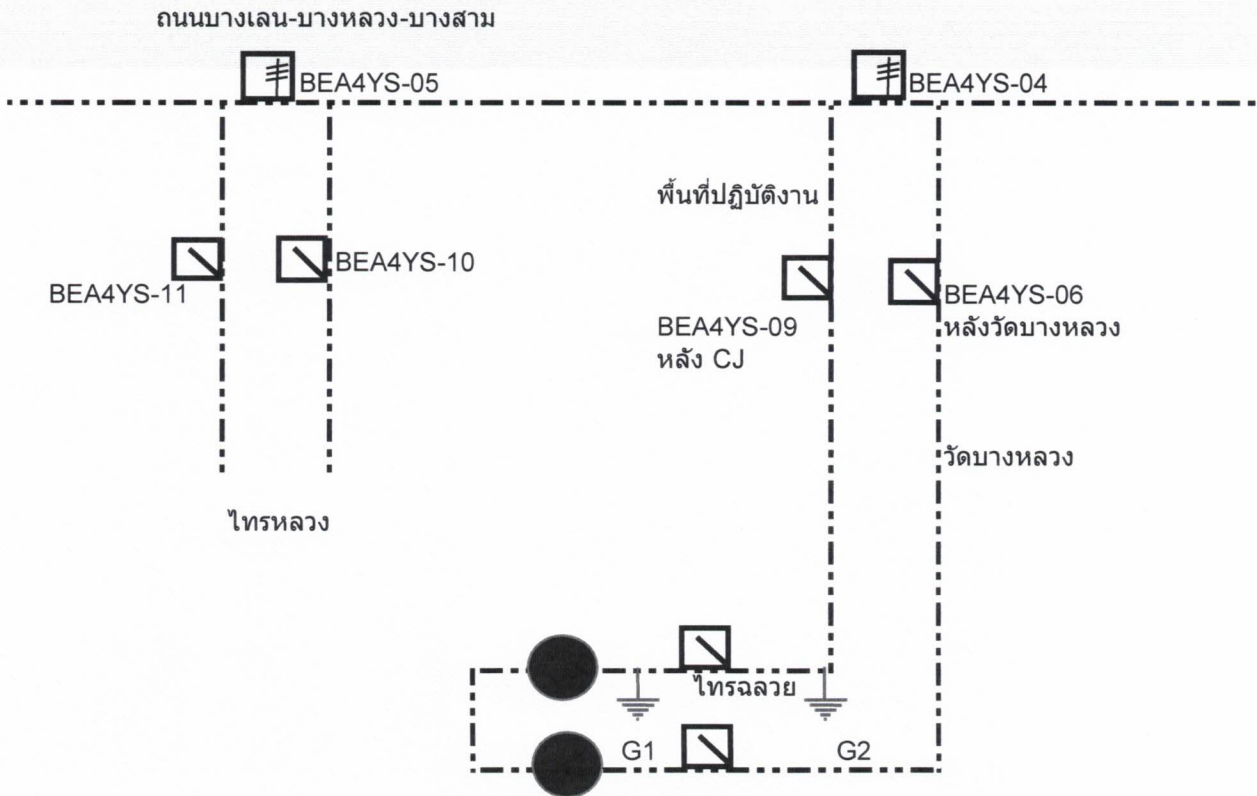 ถนนบางเลน-บางหลวง-บางสาม
BEA4YS-05
BEA4YS-04
พื้นที่ปฏิบัติงาน
BEA4YS-10
BEA4YS-11
BEA4YS-06
หลังวัดบางหลวง
BEA4YS-09
หลัง CJ
วัดบางหลวง
ไทรหลวง
ไทรฉลวย
G1
G2